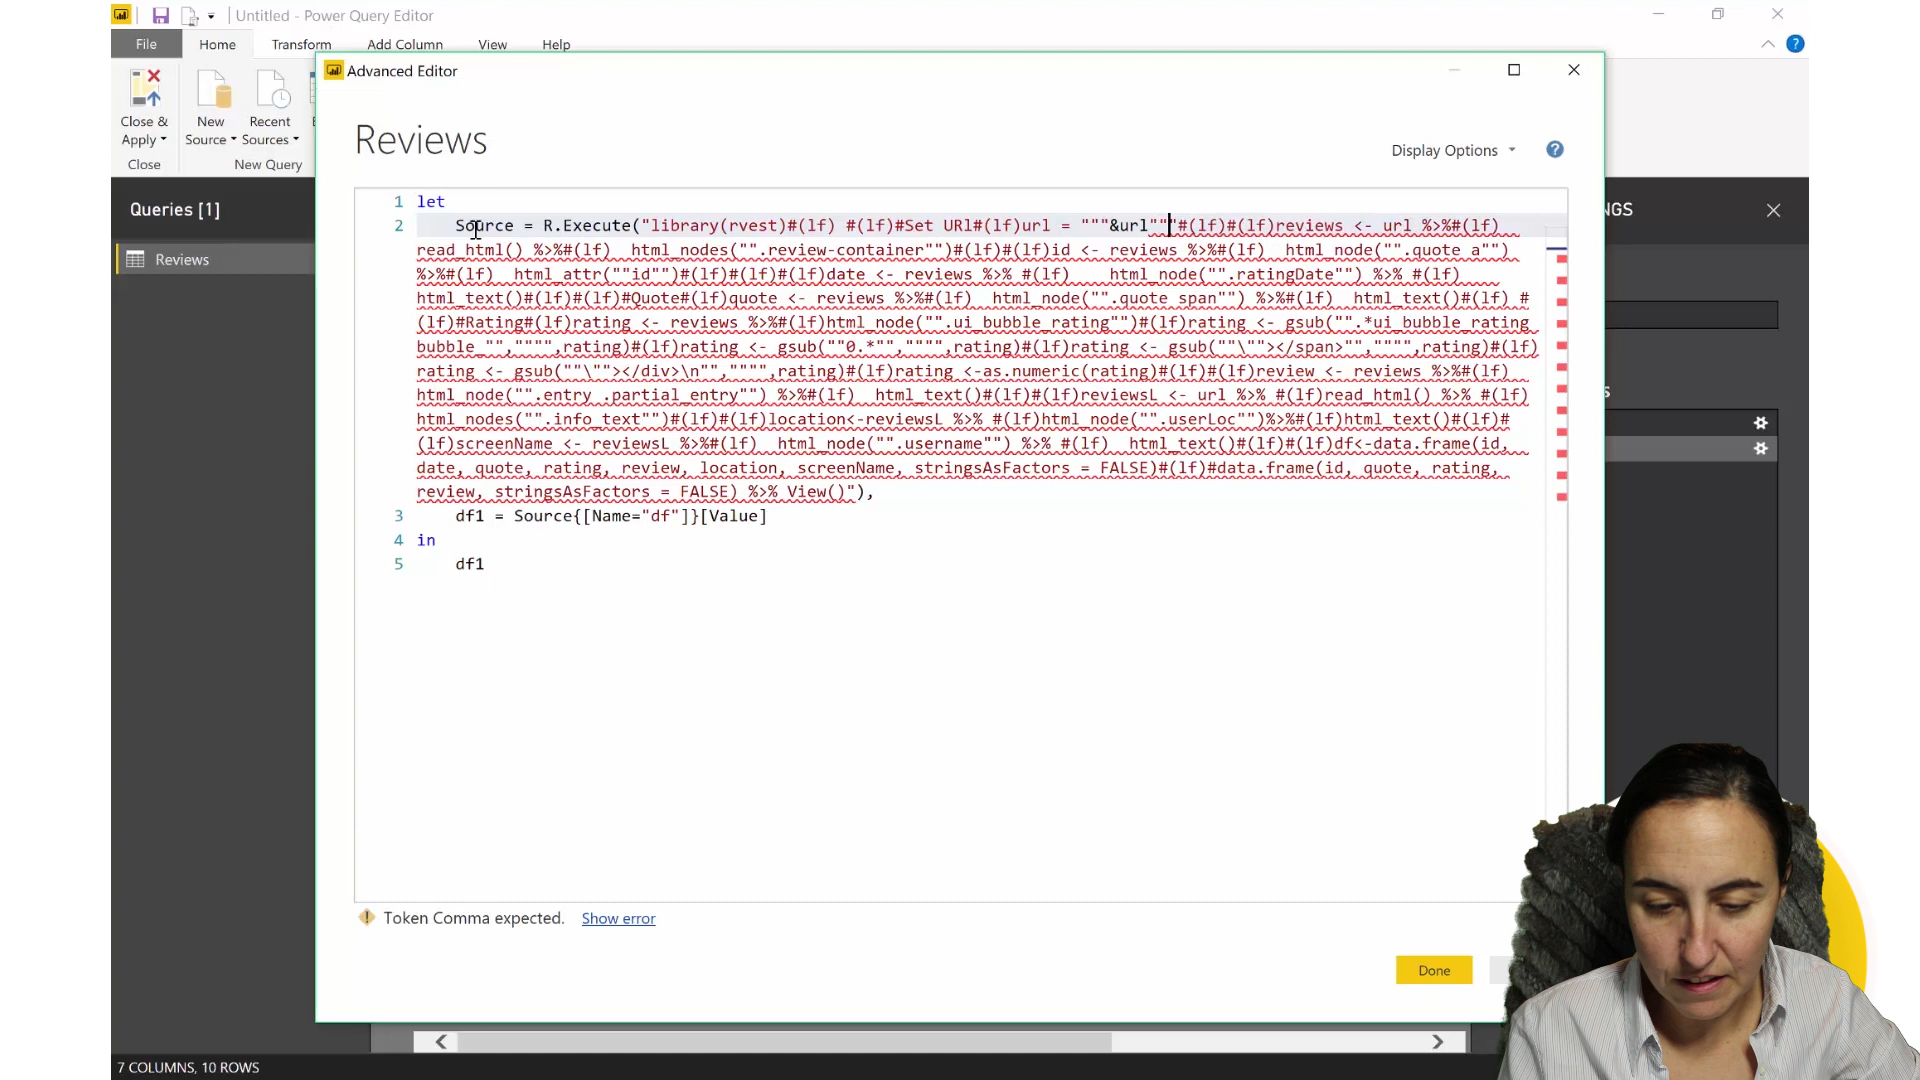 Untitled - Power Query Editor
File Home Transform Add Column View Help
Advanced Editor
Close & Apply
New Source
Recent Sources
Close
New Query
Reviews
Display Options
Queries [1]
Reviews
NGS
1 let
2 Source = R.Execute("library(rvest)#(lf) #(lf)#Set URl#(lf)url = """&url"""#(lf)#(lf)reviews <- url %>%#(lf)
read_html() %>%#(lf)  html_nodes("".review-container"")#(lf)#(lf)id <- reviews %>%#(lf)  html_node("".quote a"")
%>%#(lf)  html_attr(""id"")#(lf)#(lf)#(lf)date <- reviews %>% #(lf)    html_node("".ratingDate"") %>% #(lf)
html_text()#(lf)#(lf)#Quote#(lf)quote <- reviews %>%#(lf)  html_node("".quote span"") %>%#(lf)  html_text()#(lf) #
(lf)#Rating#(lf)rating <- reviews %>%#(lf)html_node("".ui_bubble_rating"")#(lf)rating <- gsub("".*ui_bubble_rating
bubble_"","""",rating)#(lf)rating <- gsub(""0.*"","""",rating)#(lf)rating <- gsub(""\""></span>"","""",rating)#(lf)
rating <- gsub(""\""></div>\n"","""",rating)#(lf)rating <-as.numeric(rating)#(lf)#(lf)review <- reviews %>%#(lf)
html_node("".entry .partial_entry"") %>%#(lf)  html_text()#(lf)#(lf)reviewsL <- url %>% #(lf)read_html() %>% #(lf)
html_nodes("".info_text"")#(lf)#(lf)location<-reviewsL %>% #(lf)html_node("".userLoc"")%>%#(lf)html_text()#(lf)#
(lf)screenName <- reviewsL %>%#(lf)  html_node("".username"") %>% #(lf)  html_text()#(lf)#(lf)df<-data.frame(id,
date, quote, rating, review, location, screenName, stringsAsFactors = FALSE)#(lf)#data.frame(id, quote, rating,
review, stringsAsFactors = FALSE) %>% View()"),
3 df1 = Source{[Name="df"]}[Value]
4 in
5 df1
Token Comma expected. Show error
Done
7 COLUMNS, 10 ROWS